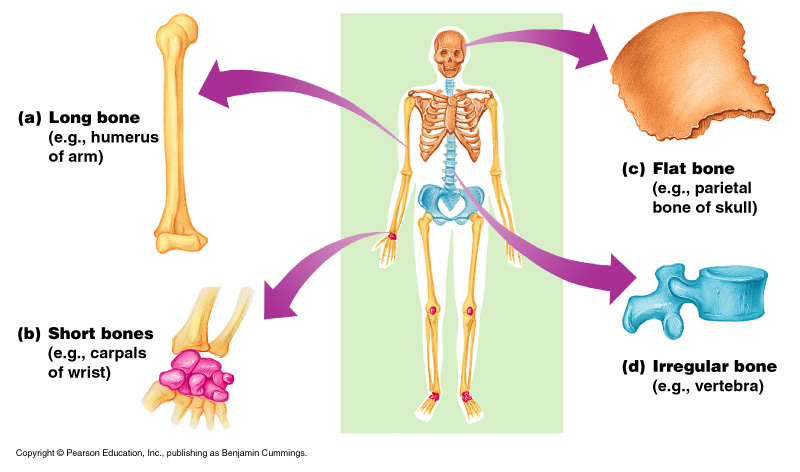 (a) Long bone
(e.g., humerus
of arm)
(b) Short bones
(e.g., carpals
of wrist)
(c) Flat bone
(e.g., parietal
bone of skull)
(d) Irregular bone
(e.g., vertebra)
Copyright © Pearson Education, Inc., publishing as Benjamin Cummings.